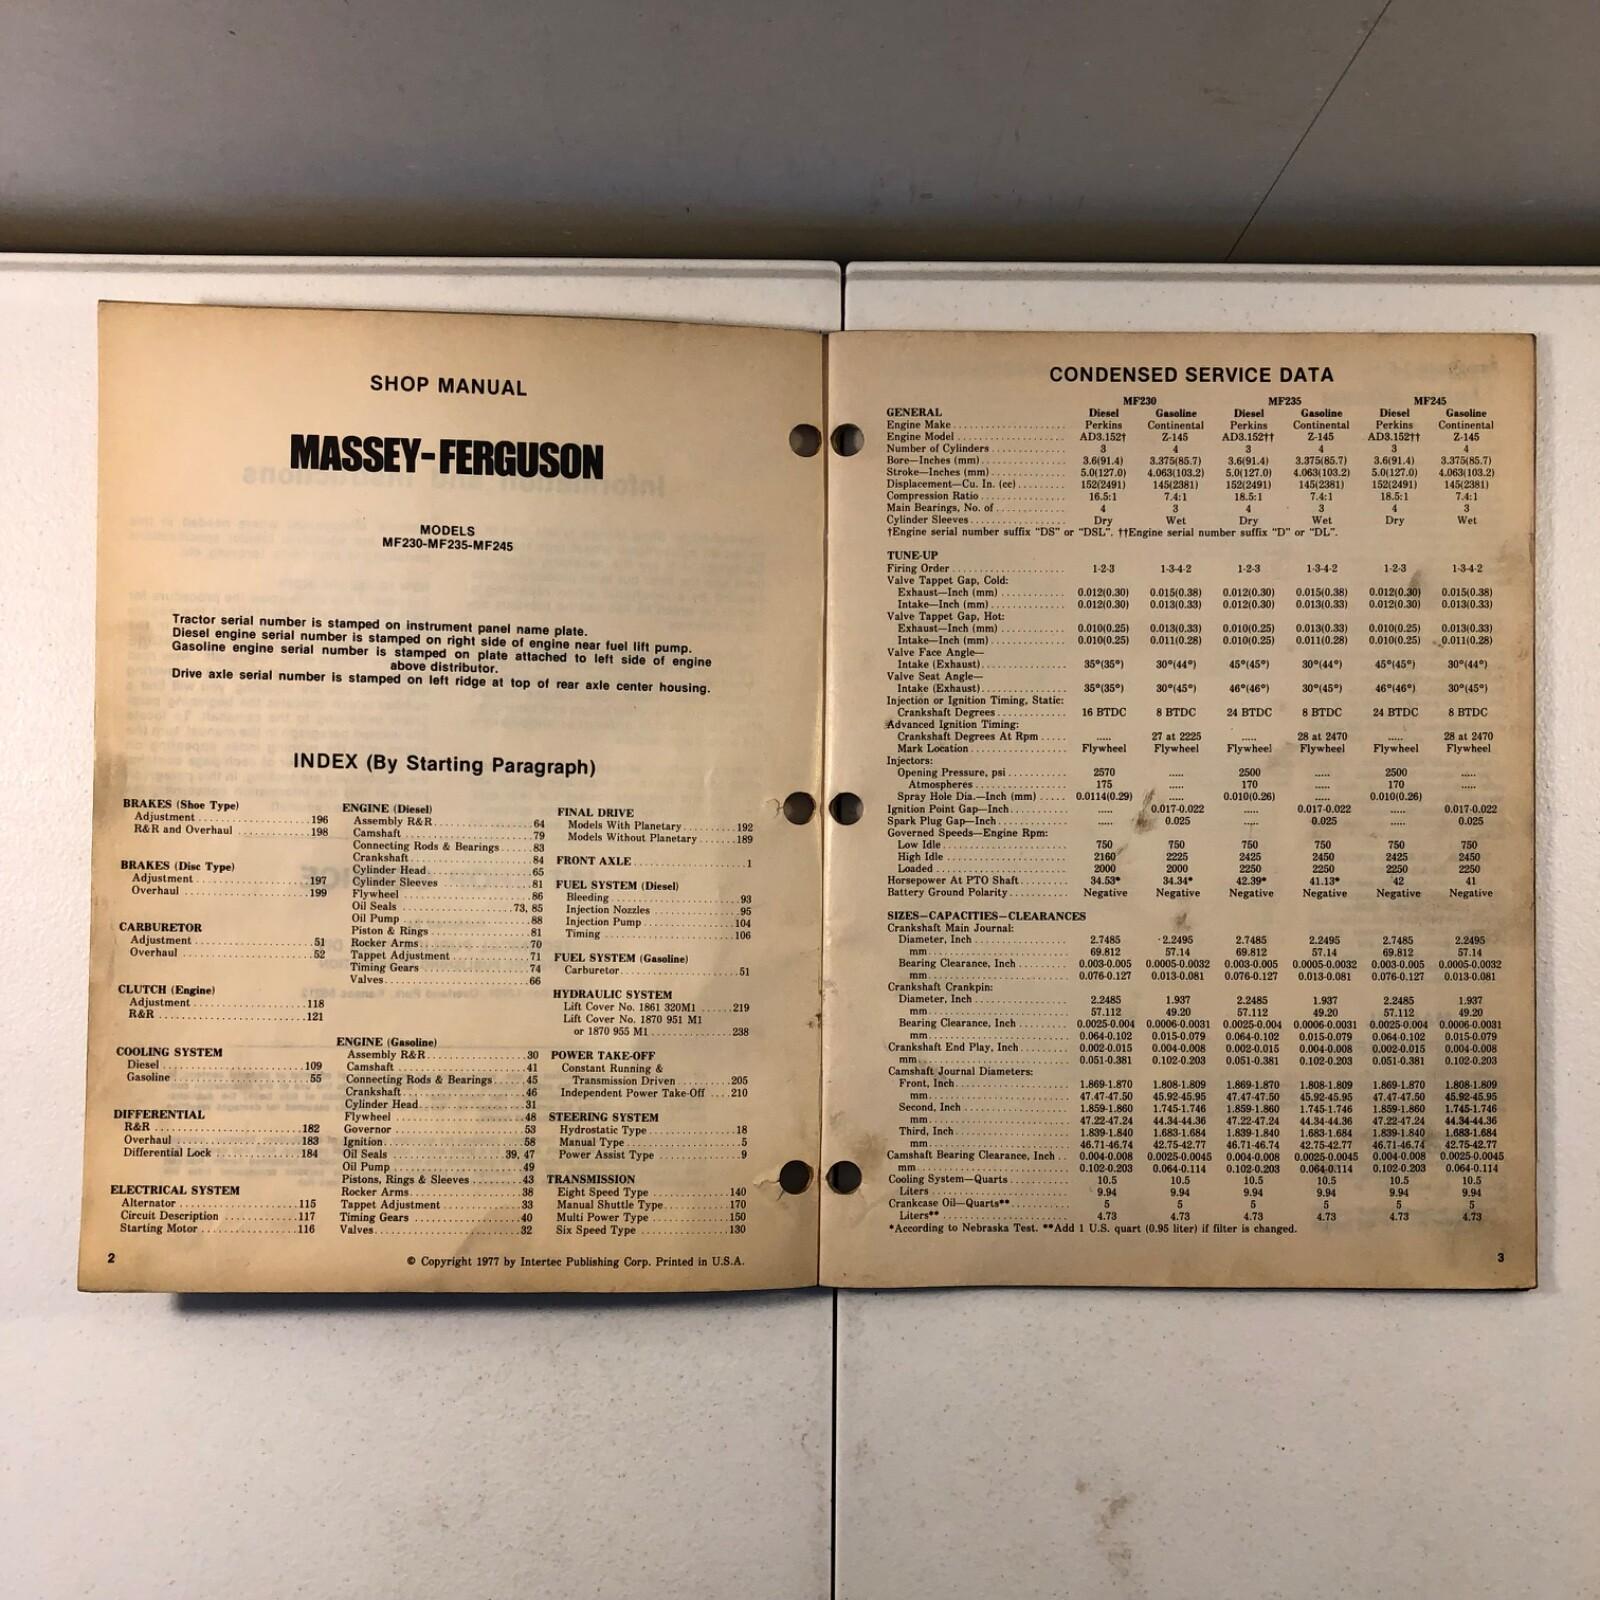 SHOP MANUAL
MASSEY-FERGUSON
MODELS
MF230-MF235-MF245
Tractor serial number is stamped on instrument panel name plate.
Diesel engine serial number is stamped on right side of engine near fuel lift pump.
Gasoline engine serial number is stamped on plate attached to left side of engine
above distributor.
Drive axle serial number is stamped on left ridge at top of rear axle center housing.
INDEX (By Starting Paragraph)
BRAKES (Shoe Type)
Adjustment 196
R&R and Overhaul 198
BRAKES (Disc Type)
Adjustment 197
Overhaul 199
CARBURETOR
Adjustment 51
Overhaul 52
CLUTCH (Engine)
Adjustment 118
R&R 121
COOLING SYSTEM
Diesel 109
Gasoline 55
DIFFERENTIAL
R&R 182
Overhaul 183
Differential Lock 184
ELECTRICAL SYSTEM
Alternator 115
Circuit Description 117
Starting Motor 116
ENGINE (Diesel)
Assembly R&R 64
Camshaft 79
Connecting Rods & Bearings 83
Crankshaft 84
Cylinder Head 65
Cylinder Sleeves 81
Flywheel 86
Oil Seals 73, 85
Oil Pump 88
Piston & Rings 81
Rocker Arms 70
Tappet Adjustment 71
Timing Gears 74
Valves 66
ENGINE (Gasoline)
Assembly R&R 30
Camshaft 41
Connecting Rods & Bearings 45
Crankshaft 46
Cylinder Head 31
Flywheel 48
Governor 53
Ignition 58
Oil Seals 39, 47
Oil Pump 49
Pistons, Rings & Sleeves 43
Rocker Arms 38
Tappet Adjustment 33
Timing Gears 40
Valves 32
FINAL DRIVE
Models With Planetary 192
Models Without Planetary 189
FRONT AXLE 1
FUEL SYSTEM (Diesel)
Bleeding 93
Injection Nozzles 95
Injection Pump 104
Timing 106
FUEL SYSTEM (Gasoline)
Carburetor 51
HYDRAULIC SYSTEM
Lift Cover No. 1861 320M1 219
Lift Cover No. 1870 951 M1
or 1870 955 M1 238
POWER TAKE-OFF
Constant Running &
Transmission Driven 205
Independent Power Take-Off 210
STEERING SYSTEM
Hydrostatic Type 18
Manual Type 5
Power Assist Type 9
TRANSMISSION
Eight Speed Type 140
Manual Shuttle Type 170
Multi Power Type 150
Six Speed Type 130
2
© Copyright 1977 by Intertec Publishing Corp. Printed in U.S.A.
CONDENSED SERVICE DATA
MF230 MF235 MF245
GENERAL Diesel Gasoline Diesel Gasoline Diesel Gasoline
Engine Make Perkins Continental Perkins Continental Perkins Continental
Engine Model AD3.152† Z-145 AD3.152†† Z-145 AD3.152†† Z-145
Number of Cylinders 3 4 3 4 3 4
Bore—Inches (mm) 3.6(91.4) 3.375(85.7) 3.6(91.4) 3.375(85.7) 3.6(91.4) 3.375(85.7)
Stroke—Inches (mm) 5.0(127.0) 4.063(103.2) 5.0(127.0) 4.063(103.2) 5.0(127.0) 4.063(103.2)
Displacement—Cu. In. (cc) 152(2491) 145(2381) 152(2491) 145(2381) 152(2491) 145(2381)
Compression Ratio 16.5:1 7.4:1 18.5:1 7.4:1 18.5:1 7.4:1
Main Bearings, No. of 4 3 4 3 4 3
Cylinder Sleeves Dry Wet Dry Wet Dry Wet
†Engine serial number suffix "DS" or "DSL". ††Engine serial number suffix "D" or "DL".
TUNE-UP
Firing Order 1-2-3 1-3-4-2 1-2-3 1-3-4-2 1-2-3 1-3-4-2
Valve Tappet Gap, Cold:
Exhaust—Inch (mm) 0.012(0.30) 0.015(0.38) 0.012(0.30) 0.015(0.38) 0.012(0.30) 0.015(0.38)
Intake—Inch (mm) 0.012(0.30) 0.013(0.33) 0.012(0.30) 0.013(0.33) 0.012(0.30) 0.013(0.33)
Valve Tappet Gap, Hot:
Exhaust—Inch (mm) 0.010(0.25) 0.013(0.33) 0.010(0.25) 0.013(0.33) 0.010(0.25) 0.013(0.33)
Intake—Inch (mm) 0.010(0.25) 0.011(0.28) 0.010(0.25) 0.011(0.28) 0.010(0.25) 0.011(0.28)
Valve Face Angle—
Intake (Exhaust) 35°(35°) 30°(44°) 45°(45°) 30°(44°) 45°(45°) 30°(44°)
Valve Seat Angle—
Intake (Exhaust) 35°(35°) 30°(45°) 46°(46°) 30°(45°) 46°(46°) 30°(45°)
Injection or Ignition Timing, Static:
Crankshaft Degrees 16 BTDC 8 BTDC 24 BTDC 8 BTDC 24 BTDC 8 BTDC
Advanced Ignition Timing:
Crankshaft Degrees At Rpm ..... 27 at 2225 ..... 28 at 2470 ..... 28 at 2470
Mark Location Flywheel Flywheel Flywheel Flywheel Flywheel Flywheel
Injectors:
Opening Pressure, psi 2570 ..... 2500 ..... 2500 .....
Atmospheres 175 ..... 170 ..... 170 .....
Spray Hole Dia.—Inch (mm) 0.0114(0.29) ..... 0.010(0.26) ..... 0.010(0.26) .....
Ignition Point Gap—Inch ..... 0.017-0.022 ..... 0.017-0.022 ..... 0.017-0.022
Spark Plug Gap—Inch ..... 0.025 ..... 0.025 ..... 0.025
Governed Speeds—Engine Rpm:
Low Idle 750 750 750 750 750 750
High Idle 2160 2225 2425 2450 2425 2450
Loaded 2000 2000 2250 2250 2250 2250
Horsepower At PTO Shaft 34.53* 34.34* 42.39* 41.13* 42 41
Battery Ground Polarity Negative Negative Negative Negative Negative Negative
SIZES—CAPACITIES—CLEARANCES
Crankshaft Main Journal:
Diameter, Inch 2.7485 2.2495 2.7485 2.2495 2.7485 2.2495
mm 69.812 57.14 69.812 57.14 69.812 57.14
Bearing Clearance, Inch 0.003-0.005 0.0005-0.0032 0.003-0.005 0.0005-0.0032 0.003-0.005 0.0005-0.0032
mm 0.076-0.127 0.013-0.081 0.076-0.127 0.013-0.081 0.076-0.127 0.013-0.081
Crankshaft Crankpin:
Diameter, Inch 2.2485 1.937 2.2485 1.937 2.2485 1.937
mm 57.112 49.20 57.112 49.20 57.112 49.20
Bearing Clearance, Inch 0.0025-0.004 0.0006-0.0031 0.0025-0.004 0.0006-0.0031 0.0025-0.004 0.0006-0.0031
mm 0.064-0.102 0.015-0.079 0.064-0.102 0.015-0.079 0.064-0.102 0.015-0.079
Crankshaft End Play, Inch 0.002-0.015 0.004-0.008 0.002-0.015 0.004-0.008 0.002-0.015 0.004-0.008
mm 0.051-0.381 0.102-0.203 0.051-0.381 0.102-0.203 0.051-0.381 0.102-0.203
Camshaft Journal Diameters:
Front, Inch 1.869-1.870 1.808-1.809 1.869-1.870 1.808-1.809 1.869-1.870 1.808-1.809
mm 47.47-47.50 45.92-45.95 47.47-47.50 45.92-45.95 47.47-47.50 45.92-45.95
Second, Inch 1.859-1.860 1.745-1.746 1.859-1.860 1.745-1.746 1.859-1.860 1.745-1.746
mm 47.22-47.24 44.34-44.36 47.22-47.24 44.34-44.36 47.22-47.24 44.34-44.36
Third, Inch 1.839-1.840 1.683-1.684 1.839-1.840 1.683-1.684 1.839-1.840 1.683-1.684
mm 46.71-46.74 42.75-42.77 46.71-46.74 42.75-42.77 46.71-46.74 42.75-42.77
Camshaft Bearing Clearance, Inch 0.004-0.008 0.0025-0.0045 0.004-0.008 0.0025-0.0045 0.004-0.008 0.0025-0.0045
mm 0.102-0.203 0.064-0.114 0.102-0.203 0.064-0.114 0.102-0.203 0.064-0.114
Cooling System—Quarts 10.5 10.5 10.5 10.5 10.5 10.5
Liters 9.94 9.94 9.94 9.94 9.94 9.94
Crankcase Oil—Quarts** 5 5 5 5 5 5
Liters** 4.73 4.73 4.73 4.73 4.73 4.73
*According to Nebraska Test. **Add 1 U.S. quart (0.95 liter) if filter is changed.
3